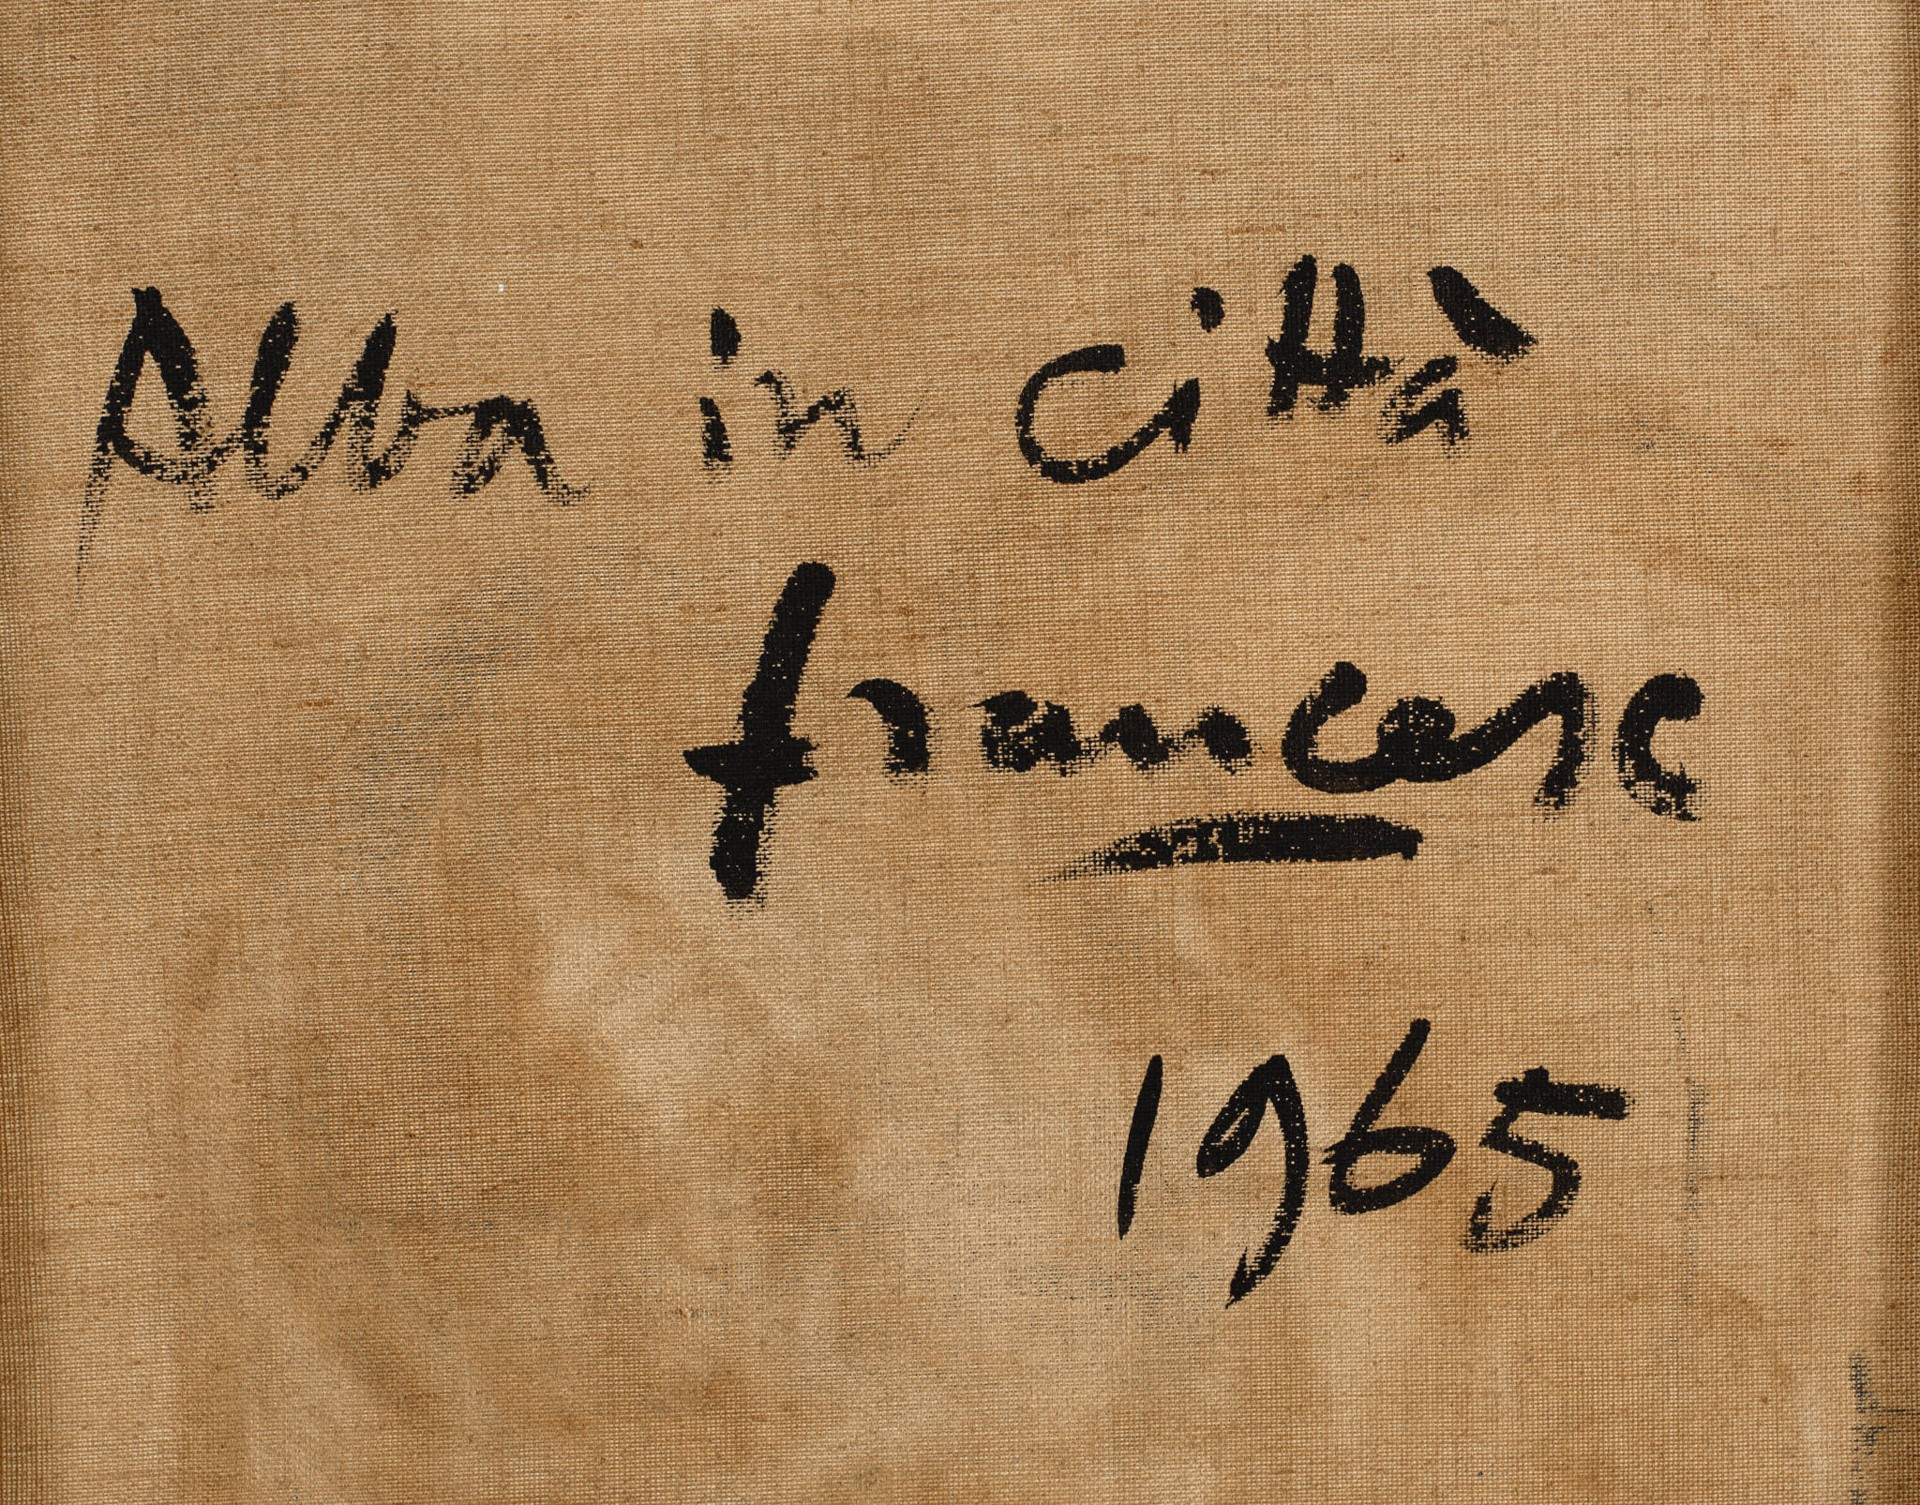 Alba in città
francese
1965